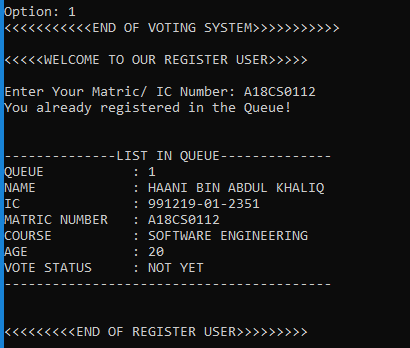 Option: 1
<<<<<<<<<<<END OF VOTING SYSTEM>>>>>>>>>>>
<<<<<WELCOME TO OUR REGISTER USER>>>>>
Enter Your Matric/ IC Number: A18CS0112
You already registered in the Queue!
--------------LIST IN QUEUE--------------
QUEUE : 1
NAME : HAANI BIN ABDUL KHALIQ
IC : 991219-01-2351
MATRIC NUMBER : A18CS0112
COURSE : SOFTWARE ENGINEERING
AGE : 20
VOTE STATUS : NOT YET
-----------------------------------------
<<<<<<<<<END OF REGISTER USER>>>>>>>>>